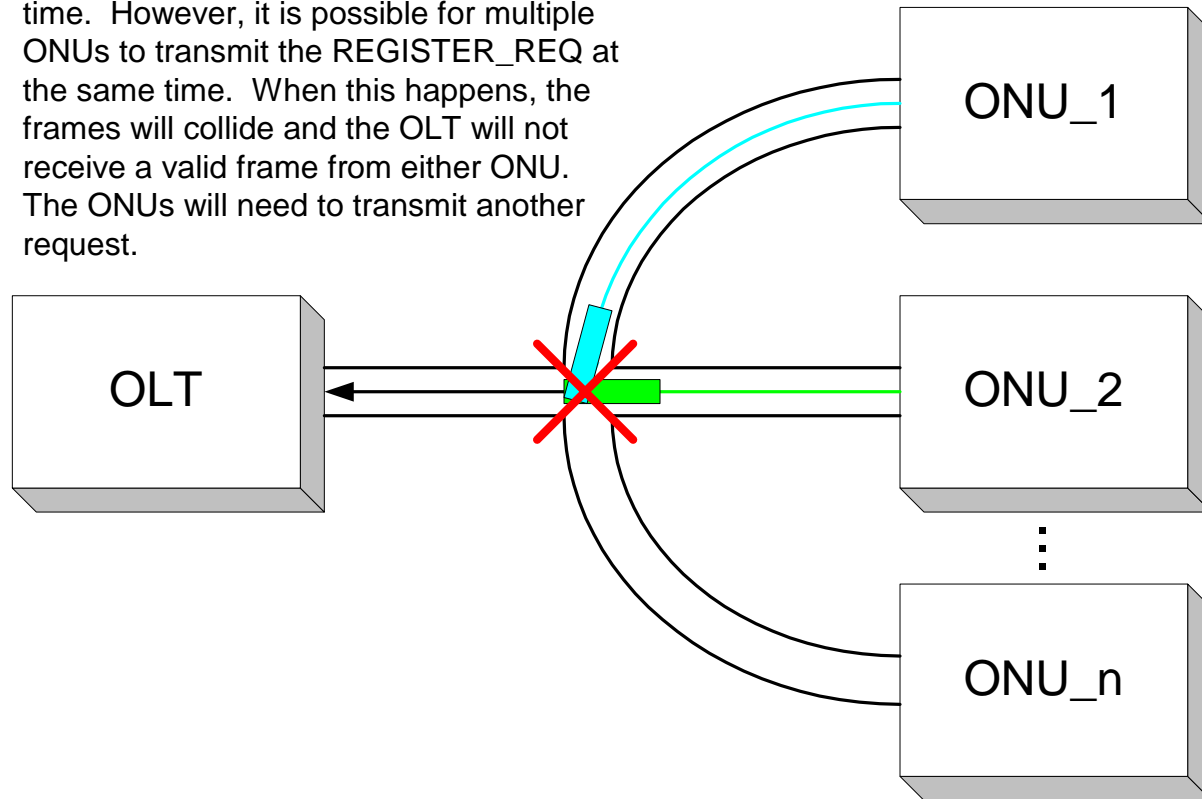 time.  However, it is possible for multiple
ONUs to transmit the REGISTER_REQ at
the same time.  When this happens, the
frames will collide and the OLT will not
receive a valid frame from either ONU.
The ONUs will need to transmit another
request.
ONU_1
OLT
ONU_2
ONU_n